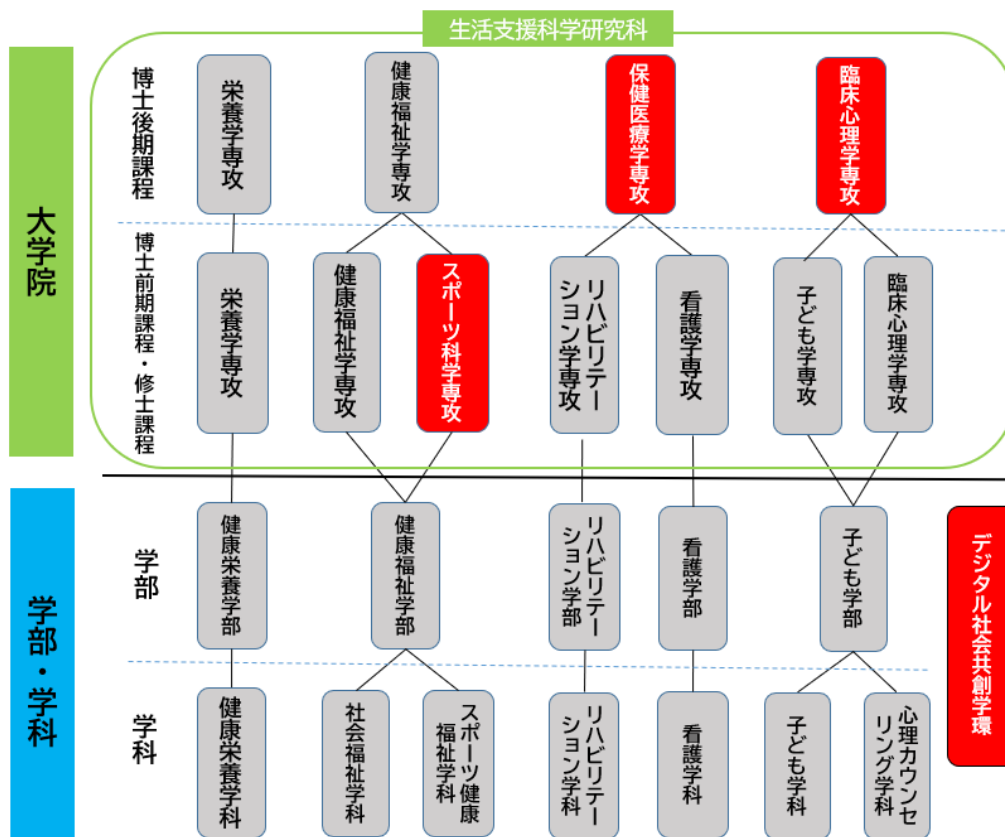 生活支援科学研究科
大学院
博士後期課程
栄養学専攻
健康福祉学専攻
保健医療学専攻
臨床心理学専攻
博士前期課程・修士課程
栄養学専攻
健康福祉学専攻
スポーツ科学専攻
リハビリテー
ション学専攻
看護学専攻
子ども学専攻
臨床心理学専攻
学部・学科
学部
健康栄養学部
健康福祉学部
リハビリテー
ション学部
看護学部
子ども学部
デジタル社会共創学環
学科
健康栄養学科
社会福祉学科
スポーツ健康
福祉学科
リハビリテー
ション学科
看護学科
子ども学科
心理カウンセ
リング学科